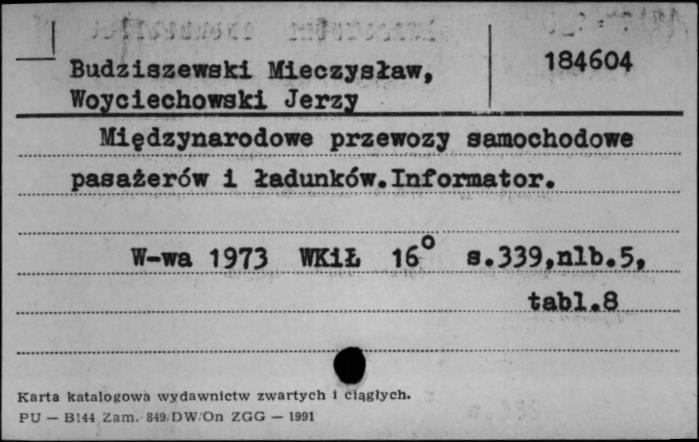 184604
Budziszewski Mieczysław,
Woyciechowski Jerzy
Międzynarodowe przewozy samochodowe
pasażerów i ładunków.Informator.
W-wa 1973 WKiŁ 16° s.339,nlb.5,
tabl.8
Karta katalogowa wydawnictw zwartych i ciągłych.
PU — B144 Zam. 849/DW/On ZGG — 1991